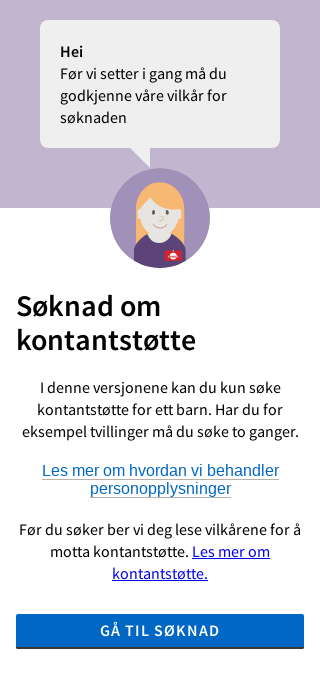 Hei
Før vi setter i gang må du
godkjenne våre vilkår for
søknaden
Søknad om
kontantstøtte
I denne versjonene kan du kun søke
kontantstøtte for ett barn. Har du for
eksempel tvillinger må du søke to ganger.
Les mer om hvordan vi behandler
personopplysninger
Før du søker ber vi deg lese vilkårene for å
motta kontantstøtte. Les mer om
kontantstøtte.
GÅ TIL SØKNAD